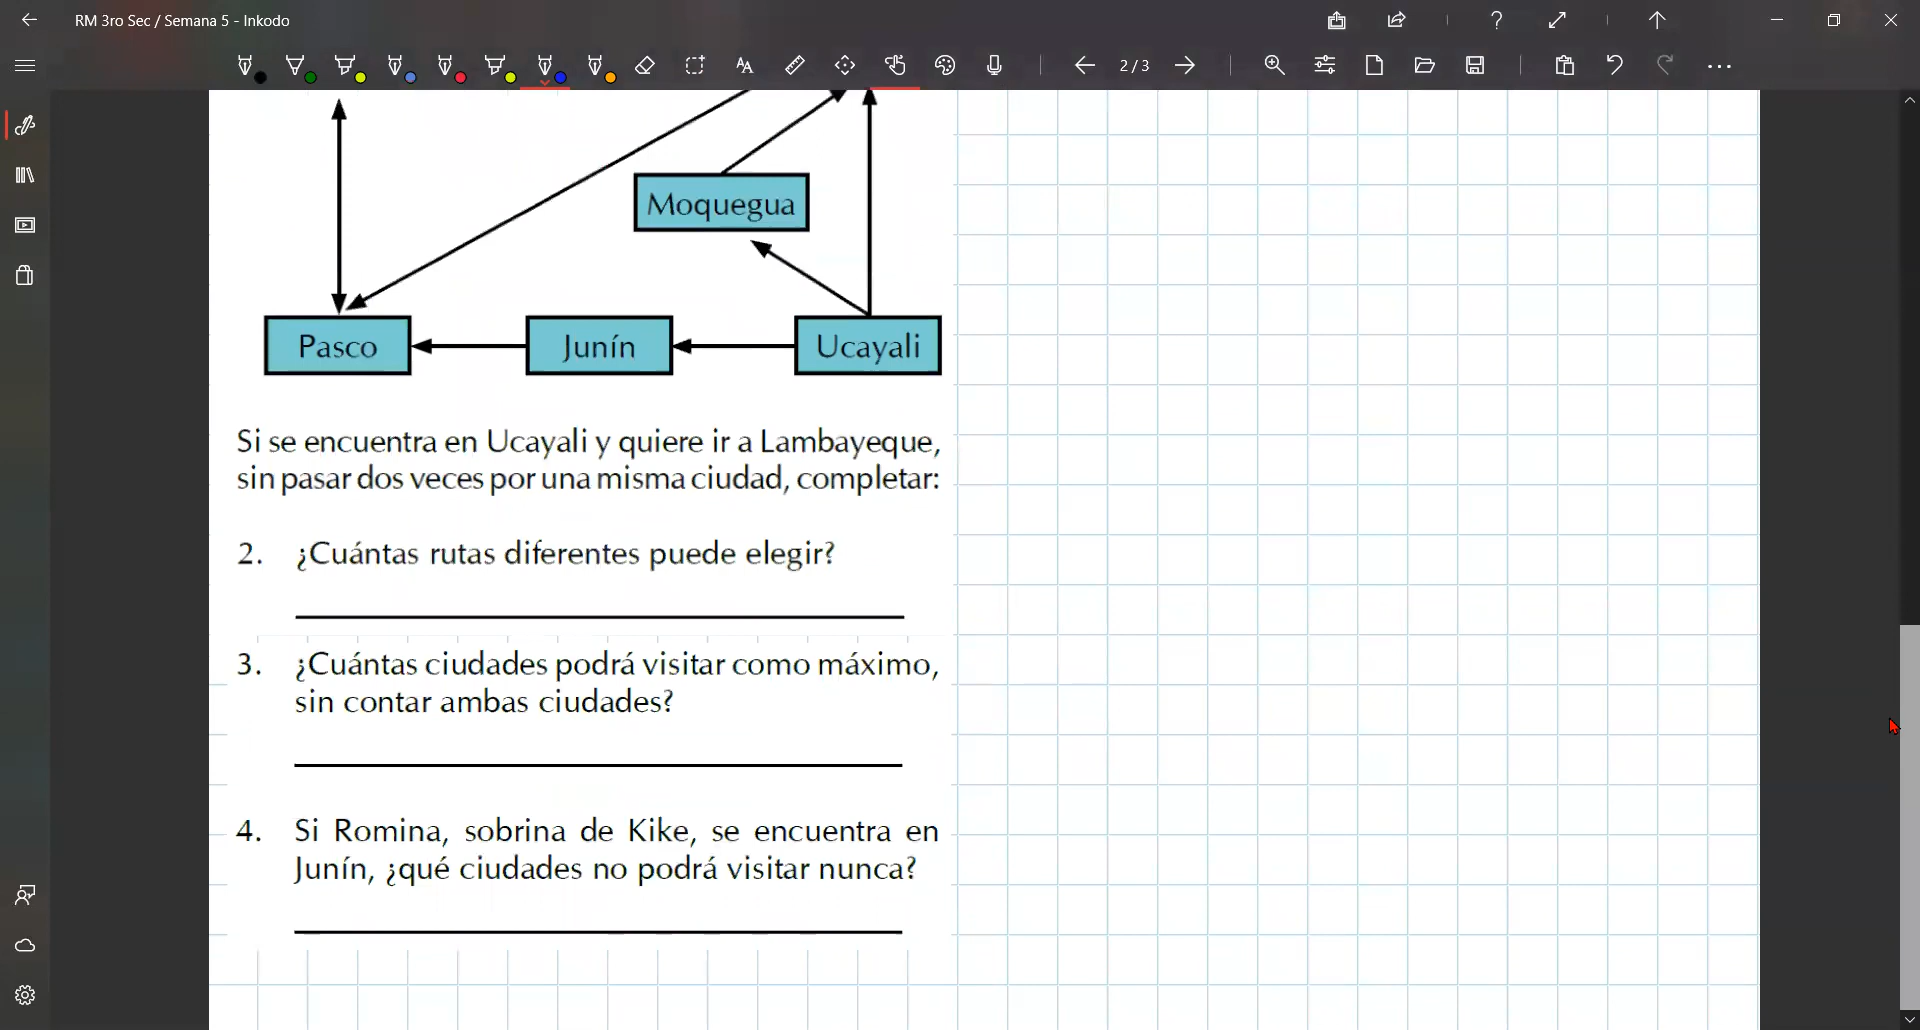 RM 3ro Sec / Semana 5 - Inkodo
2 / 3
Moquegua
Pasco
Junín
Ucayali
Si se encuentra en Ucayali y quiere ir a Lambayeque,
sin pasar dos veces por una misma ciudad, completar:
2. ¿Cuántas rutas diferentes puede elegir?
3. ¿Cuántas ciudades podrá visitar como máximo,
sin contar ambas ciudades?
4. Si Romina, sobrina de Kike, se encuentra en
Junín, ¿qué ciudades no podrá visitar nunca?